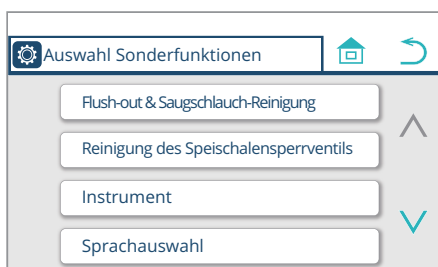 Auswahl Sonderfunktionen
Flush-out & Saugschlauch-Reinigung
Reinigung des Speischalensperrventils
Instrument
Sprachauswahl